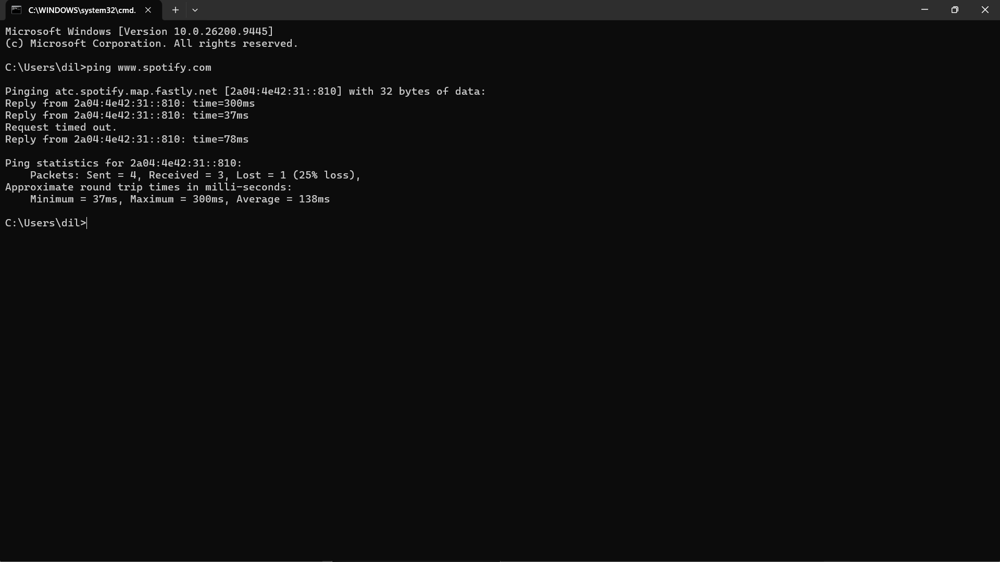 C:\WINDOWS\system32\cmd.
Microsoft Windows [Version 10.0.26200.9445]
(c) Microsoft Corporation. All rights reserved.
C:\Users\dil>ping www.spotify.com
Pinging atc.spotify.map.fastly.net [2a04:4e42:31::810] with 32 bytes of data:
Reply from 2a04:4e42:31::810: time=300ms
Reply from 2a04:4e42:31::810: time=37ms
Request timed out.
Reply from 2a04:4e42:31::810: time=78ms
Ping statistics for 2a04:4e42:31::810:
    Packets: Sent = 4, Received = 3, Lost = 1 (25% loss),
Approximate round trip times in milli-seconds:
    Minimum = 37ms, Maximum = 300ms, Average = 138ms
C:\Users\dil>